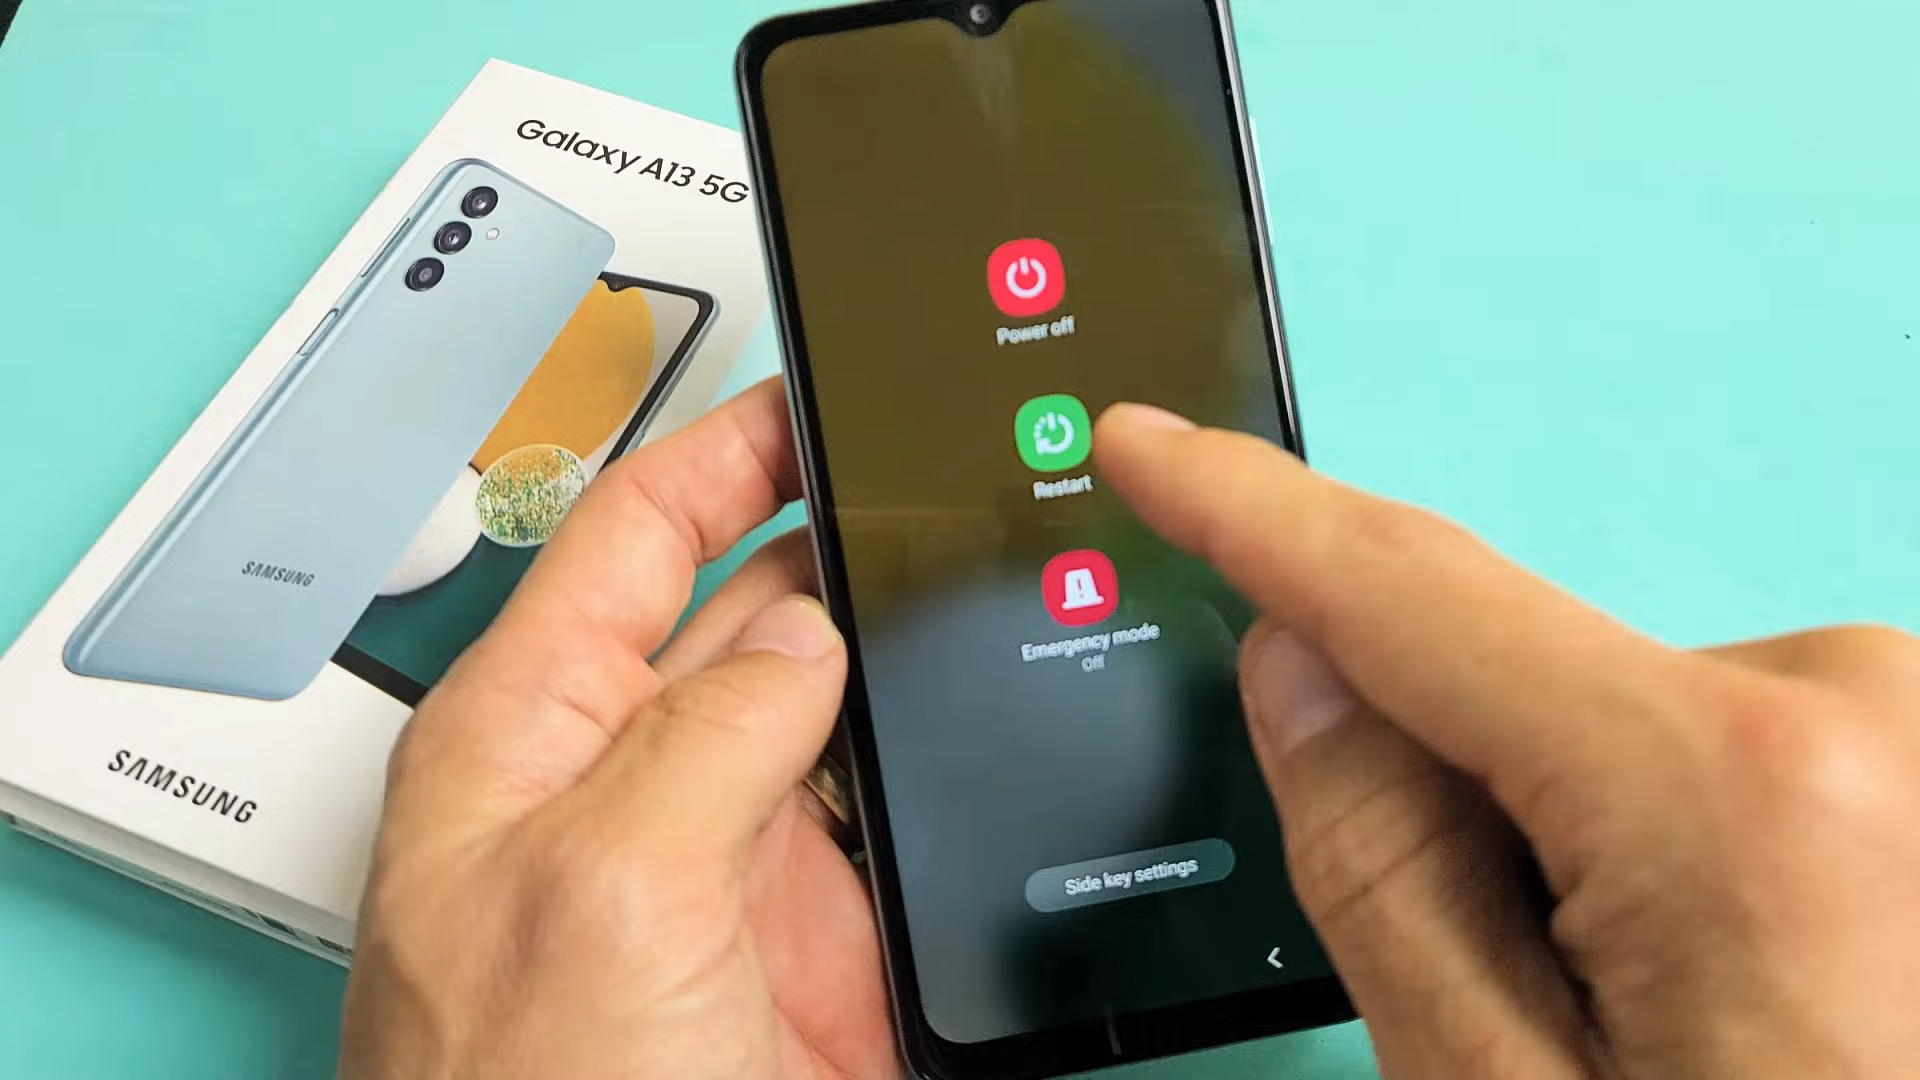 Galaxy A13 5G
SAMSUNG
SAMSUNG
Power off
Restart
Emergency mode
Off
Side key settings